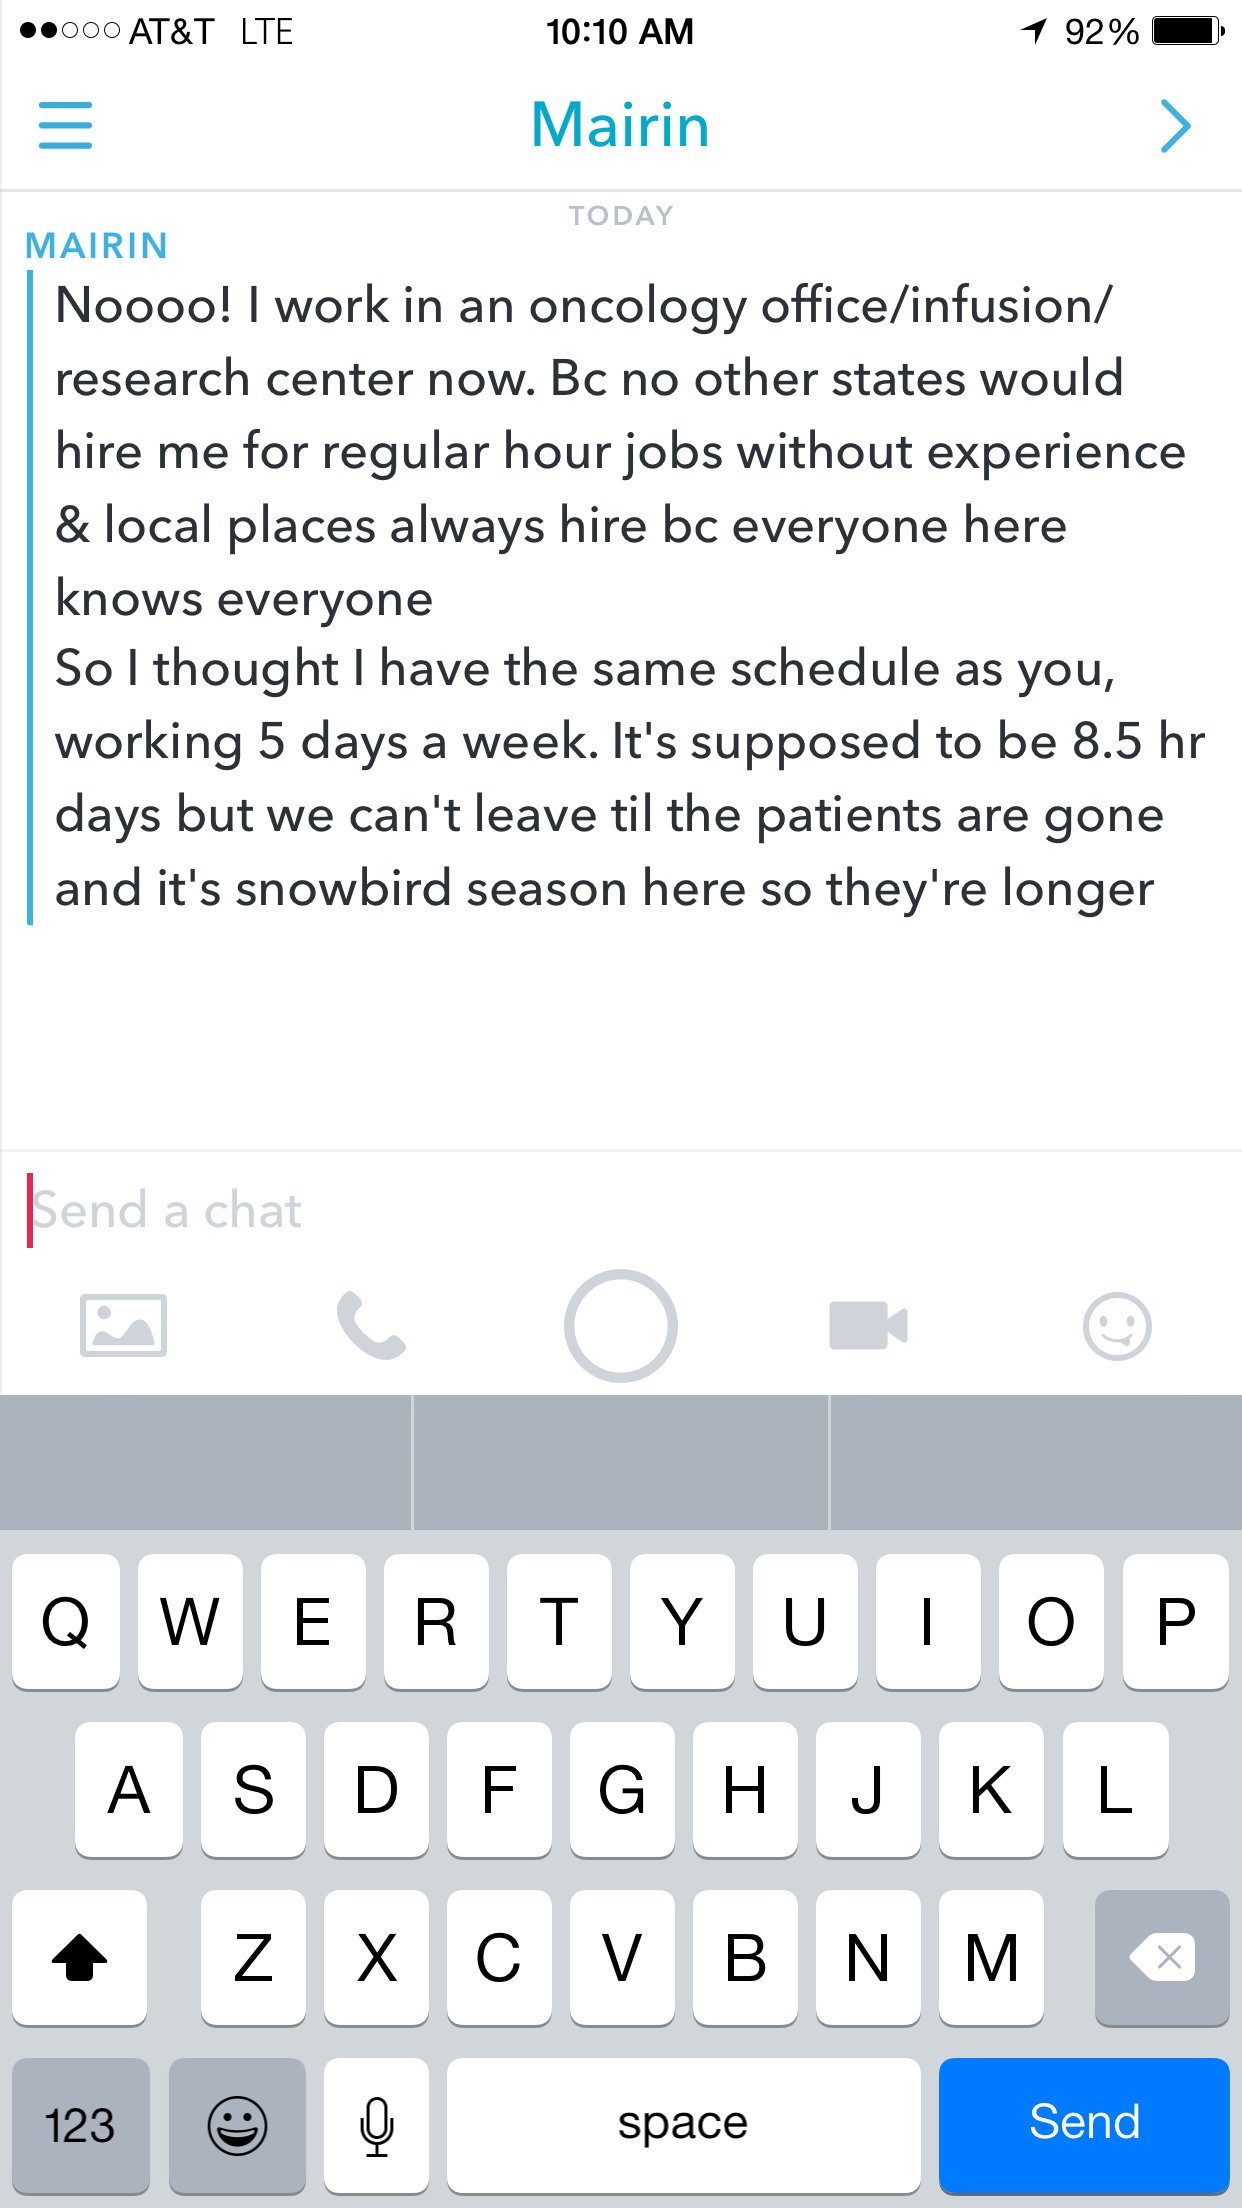 AT&T LTE 10:10 AM 92%
Mairin
TODAY
MAIRIN
Noooo! I work in an oncology office/infusion/
research center now. Bc no other states would
hire me for regular hour jobs without experience
& local places always hire bc everyone here
knows everyone
So I thought I have the same schedule as you,
working 5 days a week. It's supposed to be 8.5 hr
days but we can't leave til the patients are gone
and it's snowbird season here so they're longer
Send a chat
Q W E R T Y U I O P
A S D F G H J K L
Z X C V B N M
123 space Send